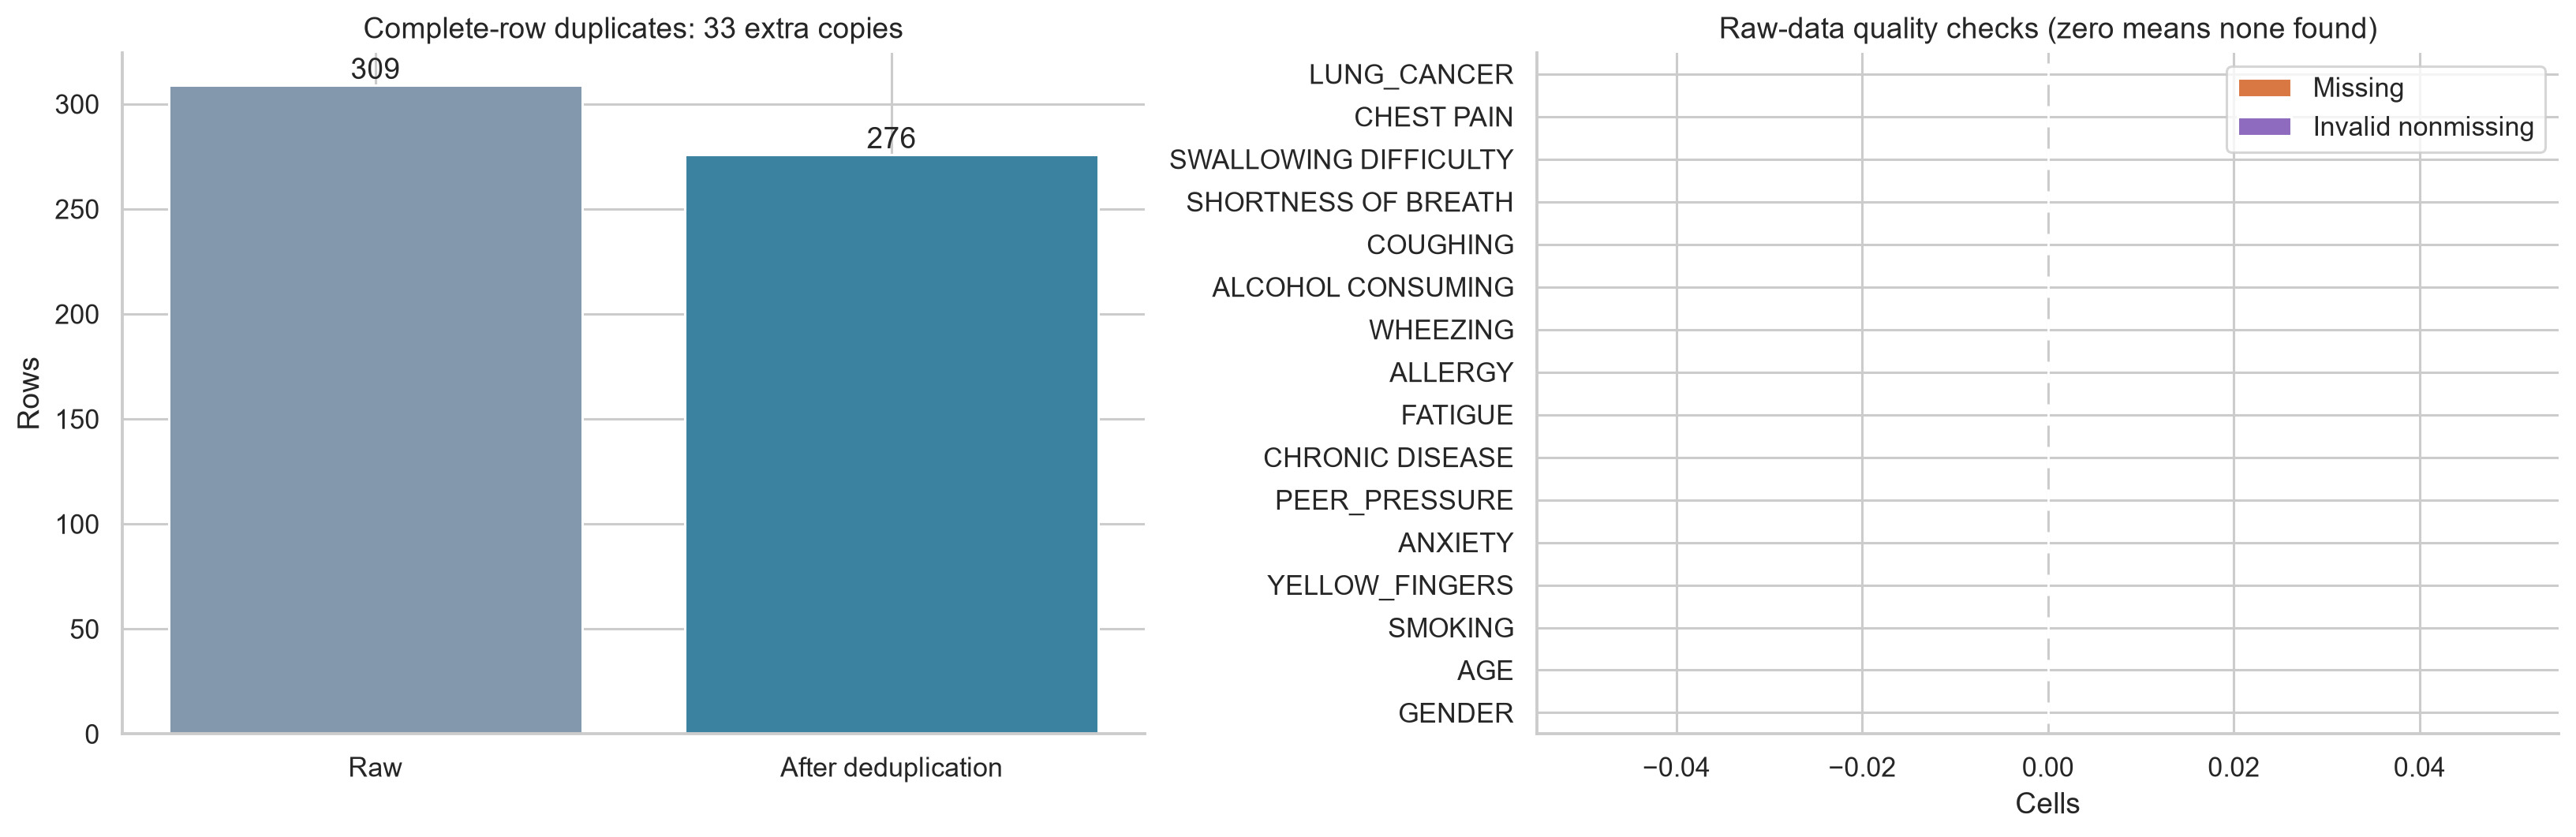 Complete-row duplicates: 33 extra copies
309
276
300
250
200
150
100
50
0
Rows
Raw
After deduplication
Raw-data quality checks (zero means none found)
LUNG_CANCER
CHEST PAIN
SWALLOWING DIFFICULTY
SHORTNESS OF BREATH
COUGHING
ALCOHOL CONSUMING
WHEEZING
ALLERGY
FATIGUE
CHRONIC DISEASE
PEER_PRESSURE
ANXIETY
YELLOW_FINGERS
SMOKING
AGE
GENDER
Missing
Invalid nonmissing
−0.04
−0.02
0.00
0.02
0.04
Cells